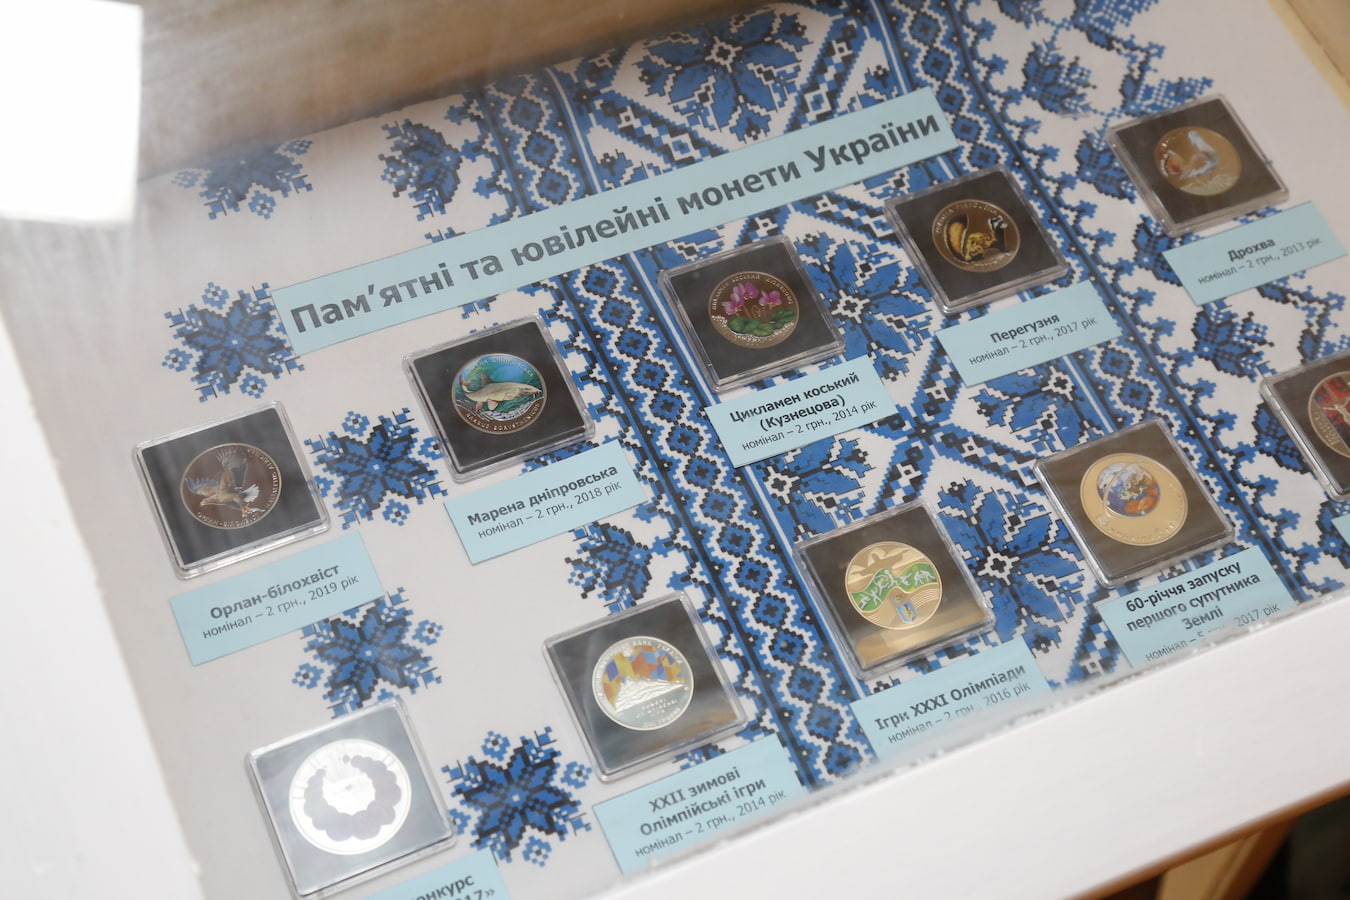 Пам'ятні та ювілейні монети України
Дрохва
номінал – 2 грн., 2013 рік
Перегузня
номінал – 2 грн., 2017 рік
Цикламен коський
(Кузнецова)
номінал – 2 грн., 2014 рік
Марена дніпровська
номінал – 2 грн., 2018 рік
Орлан-білохвіст
номінал – 2 грн., 2019 рік
60-річчя запуску
першого супутника
Землі
номінал – 5 грн., 2017 рік
Ігри XXXI Олімпіади
номінал – 2 грн., 2016 рік
XXII зимові
Олімпійські ігри
номінал – 2 грн., 2014 рік